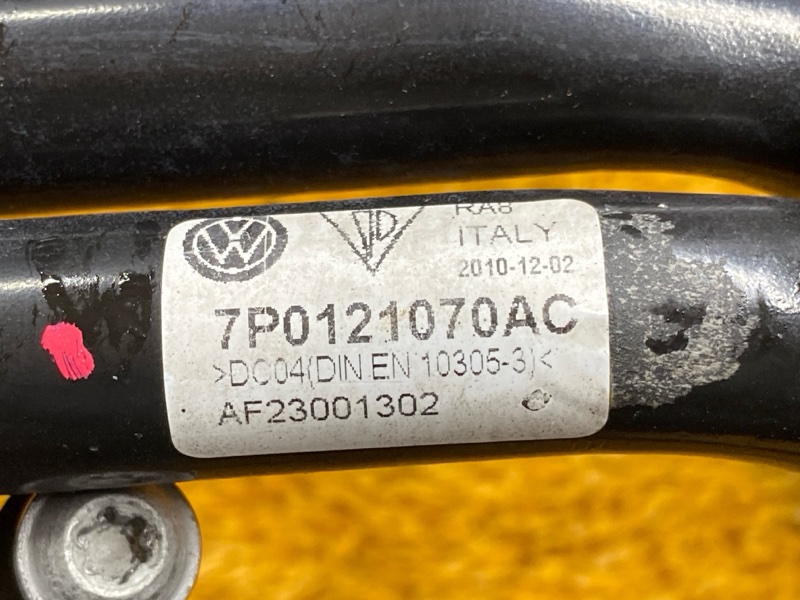 RA8
ITALY
2010-12-02
7P0121070AC
>DC04(DIN EN 10305-3)<
AF23001302